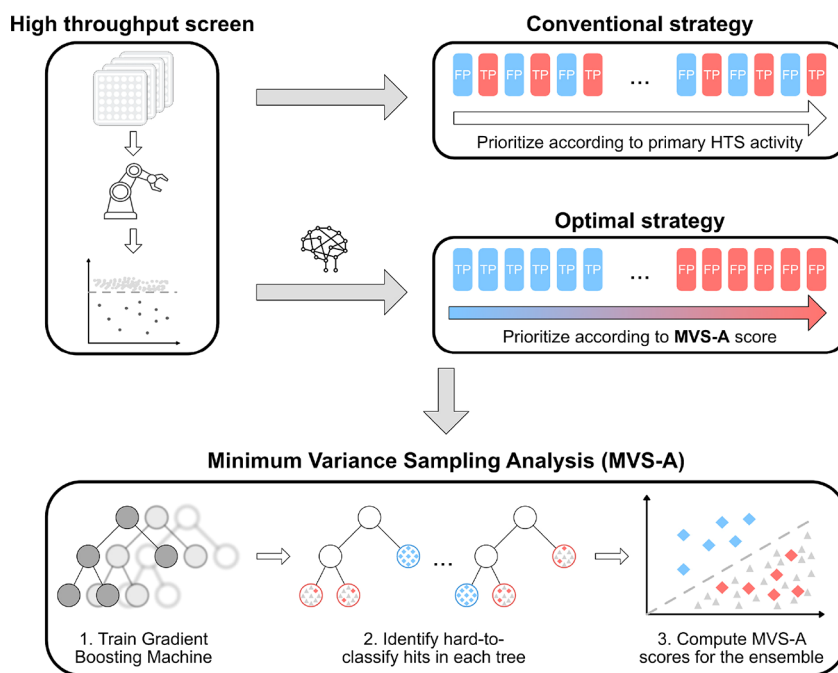 High throughput screen
Conventional strategy
FP TP FP TP FP TP ... FP TP FP TP FP TP
Prioritize according to primary HTS activity
Optimal strategy
TP TP TP TP TP TP ... FP FP FP FP FP FP
Prioritize according to MVS-A score
Minimum Variance Sampling Analysis (MVS-A)
...
1. Train Gradient
Boosting Machine
2. Identify hard-to-
classify hits in each tree
3. Compute MVS-A
scores for the ensemble